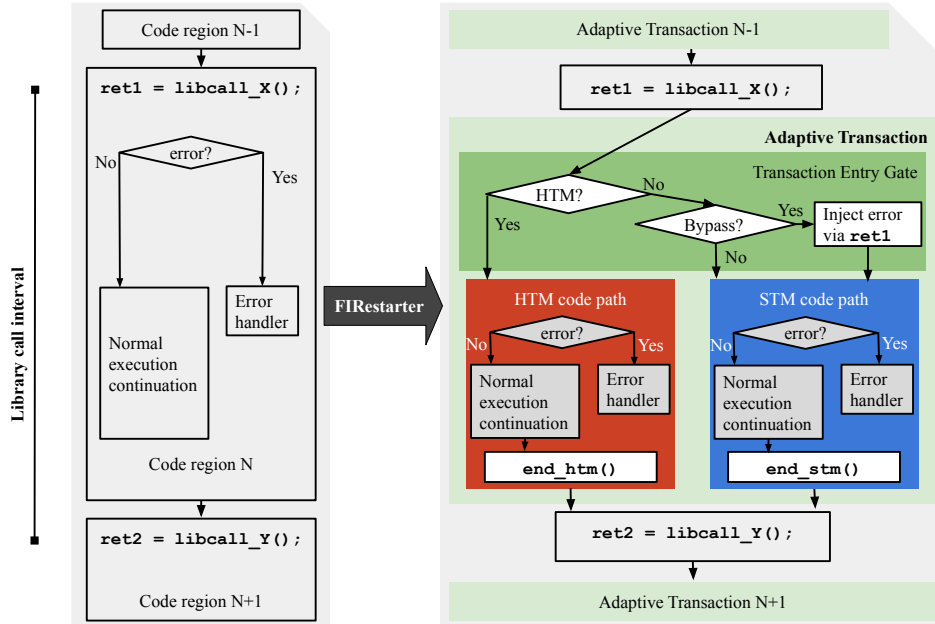 Library call interval
Code region N-1
ret1 = libcall_X();
error?
No
Yes
Normal
execution
continuation
Error
handler
Code region N
ret2 = libcall_Y();
Code region N+1
FIRestarter
Adaptive Transaction N-1
ret1 = libcall_X();
Adaptive Transaction
Transaction Entry Gate
HTM?
No
Yes
Bypass?
Yes
No
Inject error
via ret1
HTM code path
error?
No
Yes
Normal
execution
continuation
Error
handler
end_htm()
STM code path
error?
No
Yes
Normal
execution
continuation
Error
handler
end_stm()
ret2 = libcall_Y();
Adaptive Transaction N+1